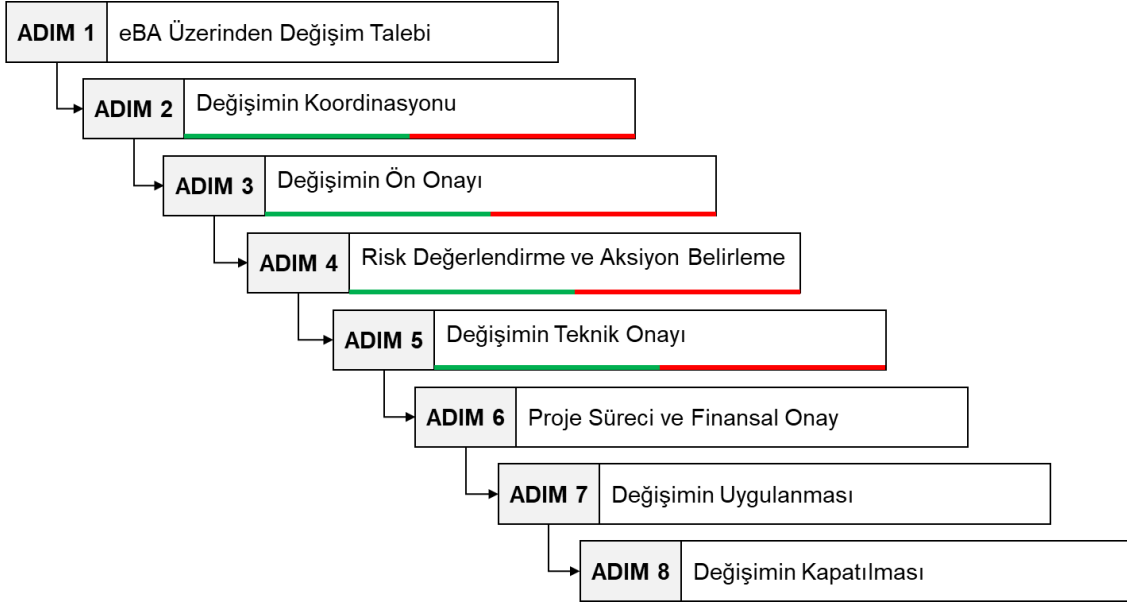 ADIM 1 eBA Üzerinden Değişim Talebi
ADIM 2 Değişimin Koordinasyonu
ADIM 3 Değişimin Ön Onayı
ADIM 4 Risk Değerlendirme ve Aksiyon Belirleme
ADIM 5 Değişimin Teknik Onayı
ADIM 6 Proje Süreci ve Finansal Onay
ADIM 7 Değişimin Uygulanması
ADIM 8 Değişimin Kapatılması